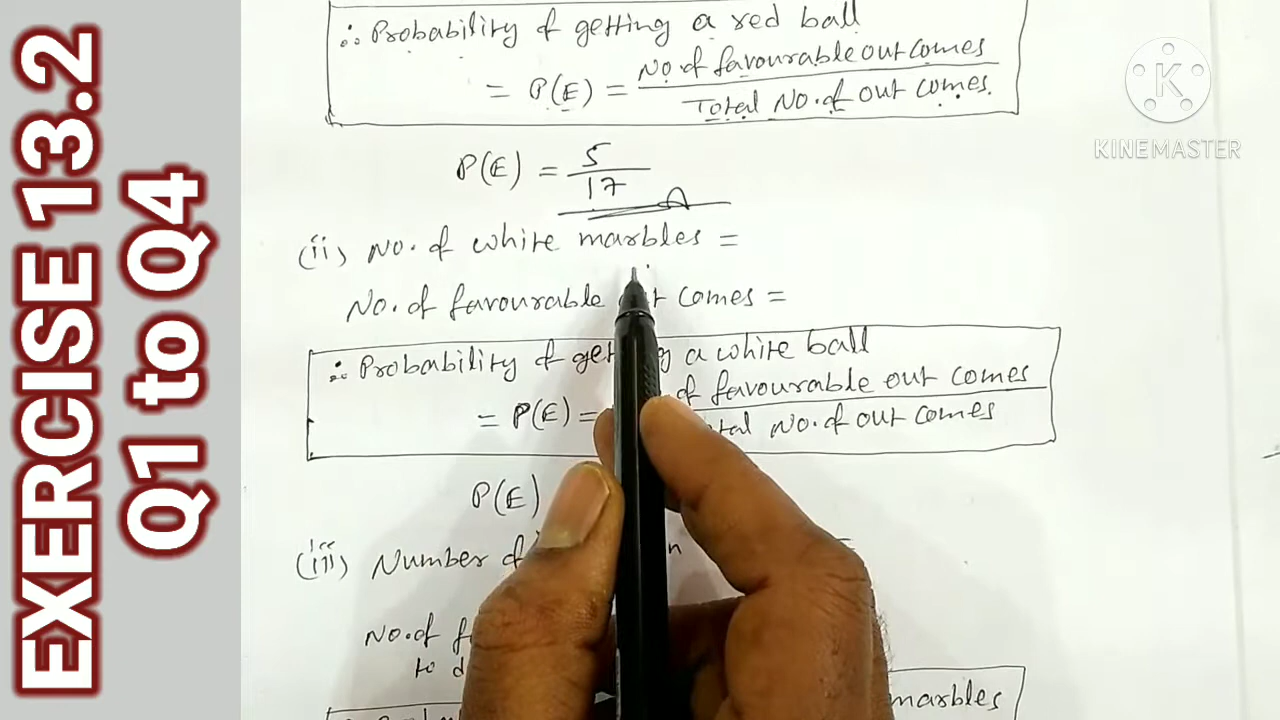 EXERCISE 13.2
Q1 to Q4
K
KINEMASTER
∴ Probability of getting a red ball
= P(E) = No. of favourable out comes
Total No. of out comes
P(E) = 5
17
(ii) No. of white marbles =
No. of favourable out comes =
∴ Probability of getting a white ball
= P(E) = of favourable out comes
No. of out comes
P(E)
(iii) Number of
No. of
to
marbles